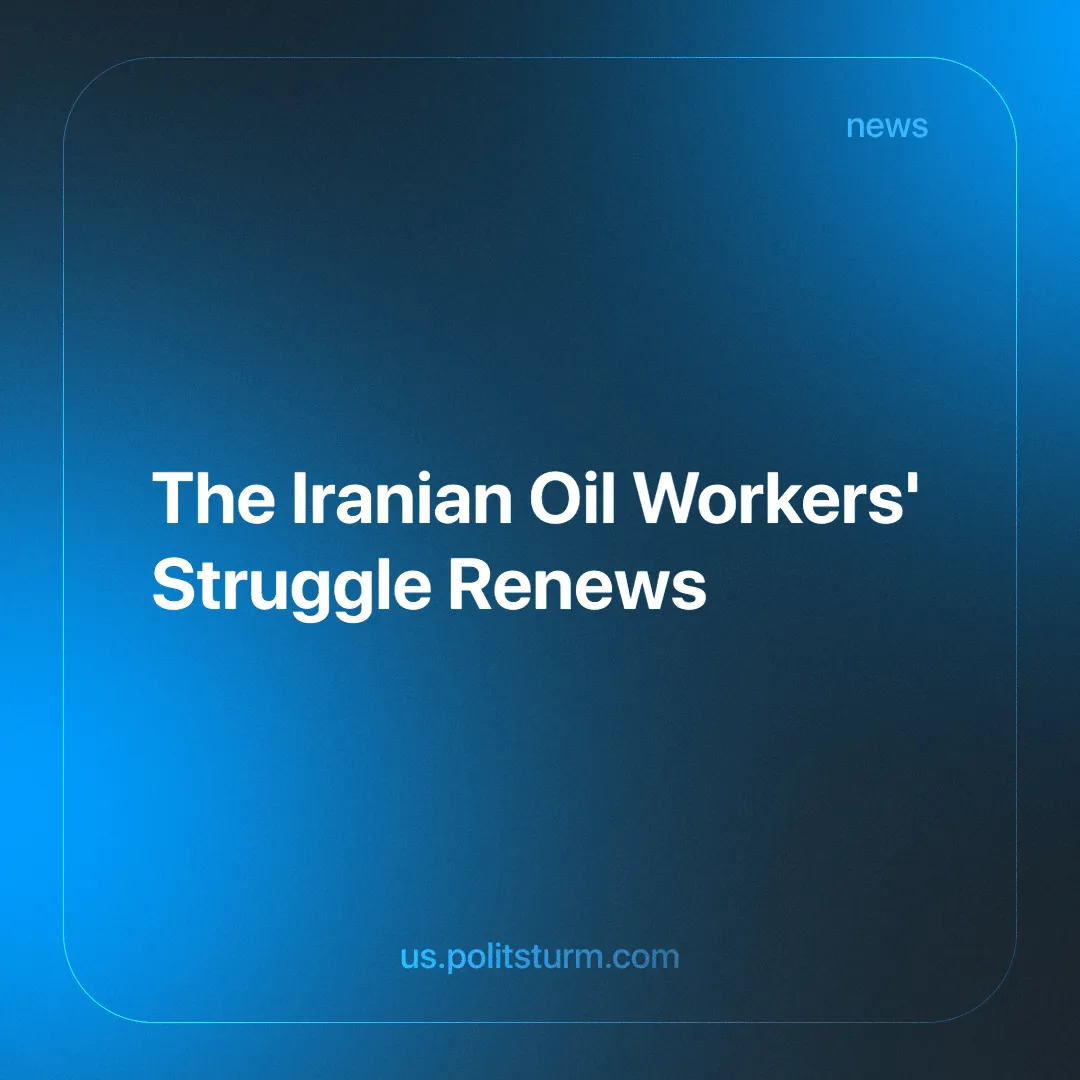 news
The Iranian Oil Workers'
Struggle Renews
us.politsturm.com